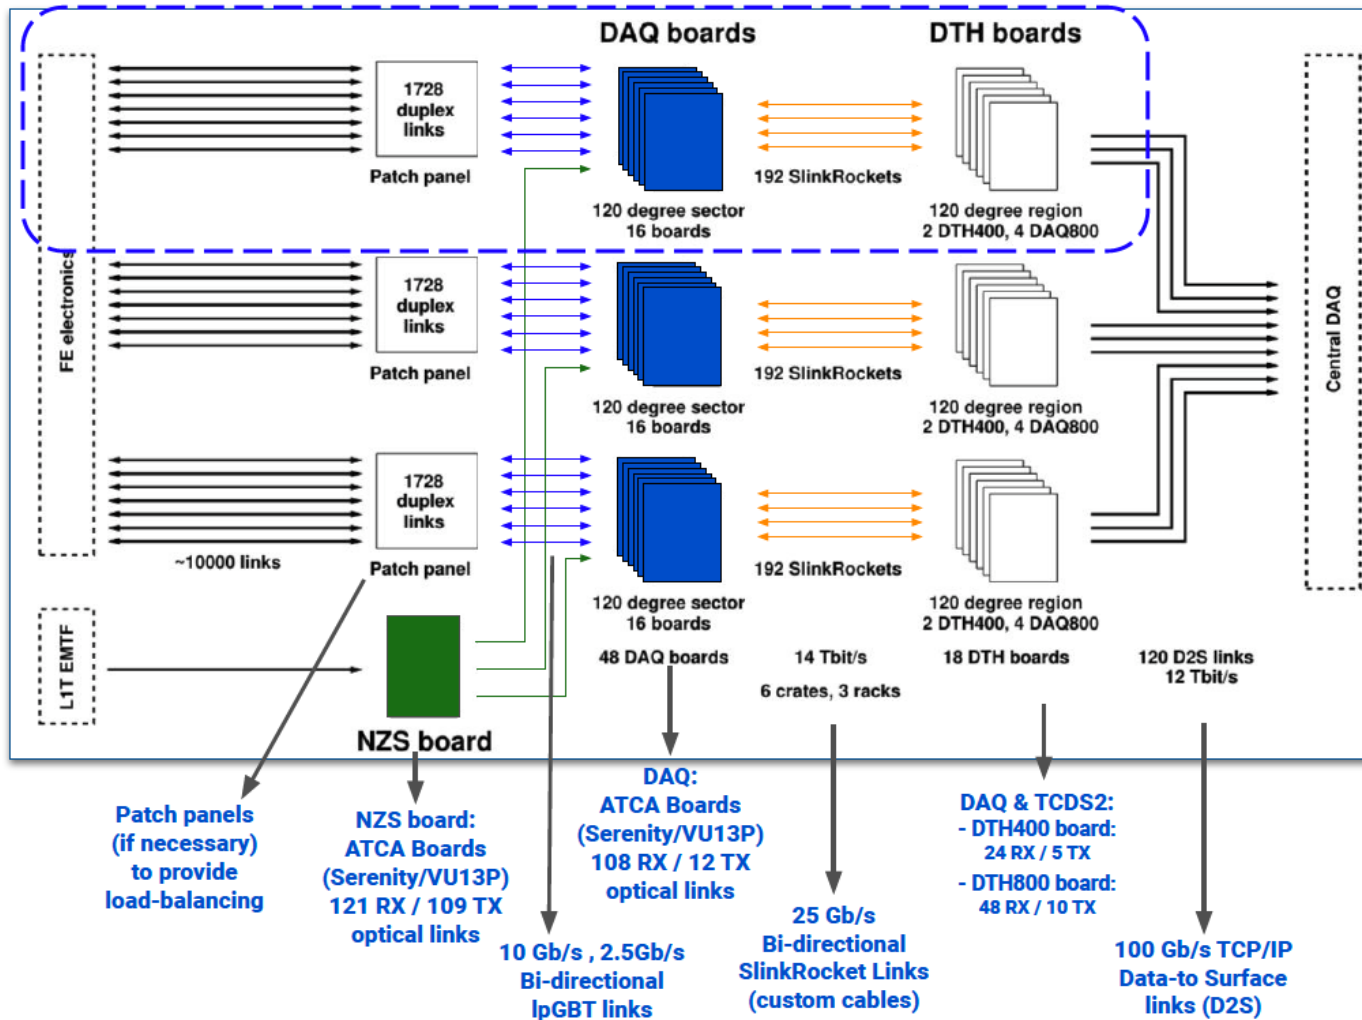 DAQ boards
DTH boards
FE electronics
1728
duplex
links
Patch panel
192 SlinkRockets
120 degree sector
16 boards
120 degree region
2 DTH400, 4 DAQ800
Central DAQ
1728
duplex
links
Patch panel
192 SlinkRockets
120 degree sector
16 boards
120 degree region
2 DTH400, 4 DAQ800
1728
duplex
links
~10000 links
Patch panel
192 SlinkRockets
120 degree sector
16 boards
120 degree region
2 DTH400, 4 DAQ800
L1T EMTF
NZS board
48 DAQ boards
14 Tbit/s
6 crates, 3 racks
18 DTH boards
120 D2S links
12 Tbit/s
Patch panels
(if necessary)
to provide
load-balancing
NZS board:
ATCA Boards
(Serenity/VU13P)
121 RX / 109 TX
optical links
10 Gb/s , 2.5Gb/s
Bi-directional
lpGBT links
DAQ:
ATCA Boards
(Serenity/VU13P)
108 RX / 12 TX
optical links
25 Gb/s
Bi-directional
SlinkRocket Links
(custom cables)
DAQ & TCDS2:
- DTH400 board:
24 RX / 5 TX
- DTH800 board:
48 RX / 10 TX
100 Gb/s TCP/IP
Data-to Surface
links (D2S)